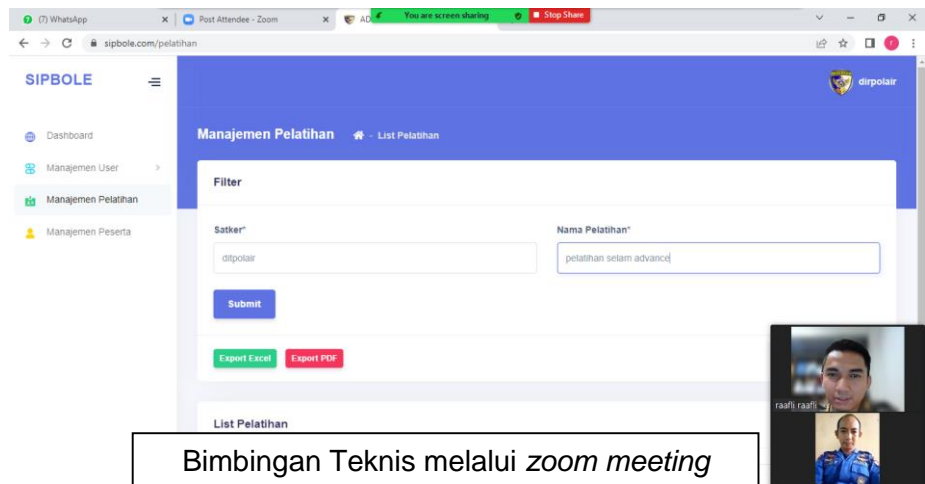 (7) WhatsApp
Post Attendee - Zoom
AD
You are screen sharing
Stop Share
sipbole.com/pelatihan
SIPBOLE
dirpolair
Dashboard
Manajemen User
Manajemen Pelatihan
Manajemen Peserta
Manajemen Pelatihan - List Pelatihan
Filter
Satker*
Nama Pelatihan*
ditpolair
pelatihan selam advance
Submit
Export Excel
Export PDF
List Pelatihan
raafli raafli
Bimbingan Teknis melalui zoom meeting